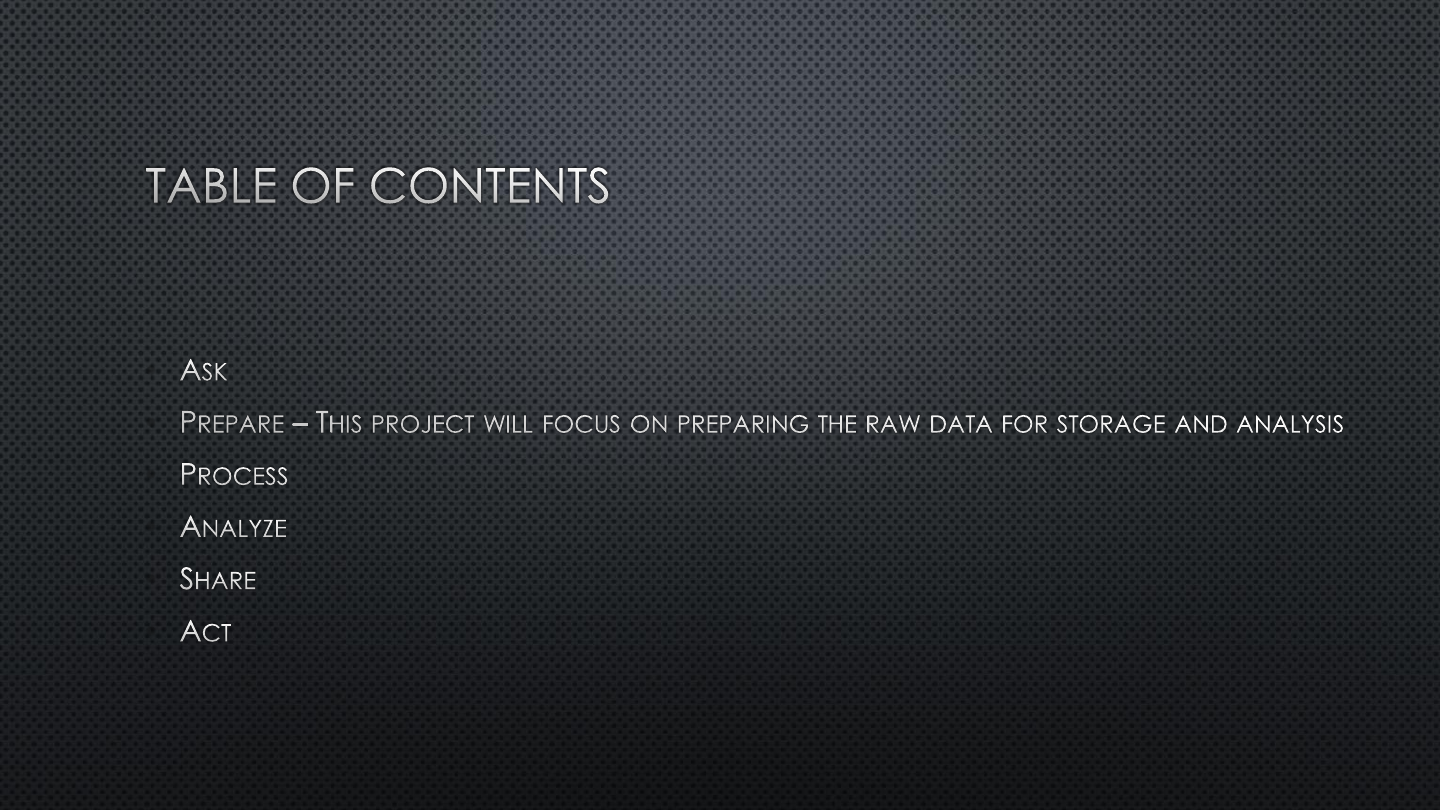 TABLE OF CONTENTS
Ask
Prepare – This project will focus on preparing the raw data for storage and analysis
Process
Analyze
Share
Act